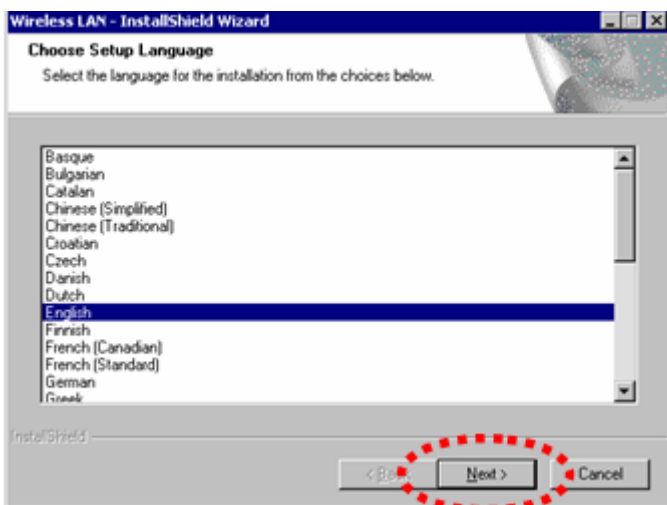 Wireless LAN - InstallShield Wizard
Choose Setup Language
Select the language for the installation from the choices below.
Basque
Bulgarian
Catalan
Chinese (Simplified)
Chinese (Traditional)
Croatian
Czech
Danish
Dutch
English
Finnish
French (Canadian)
French (Standard)
German
Greek
InstallShield
< Back Next > Cancel